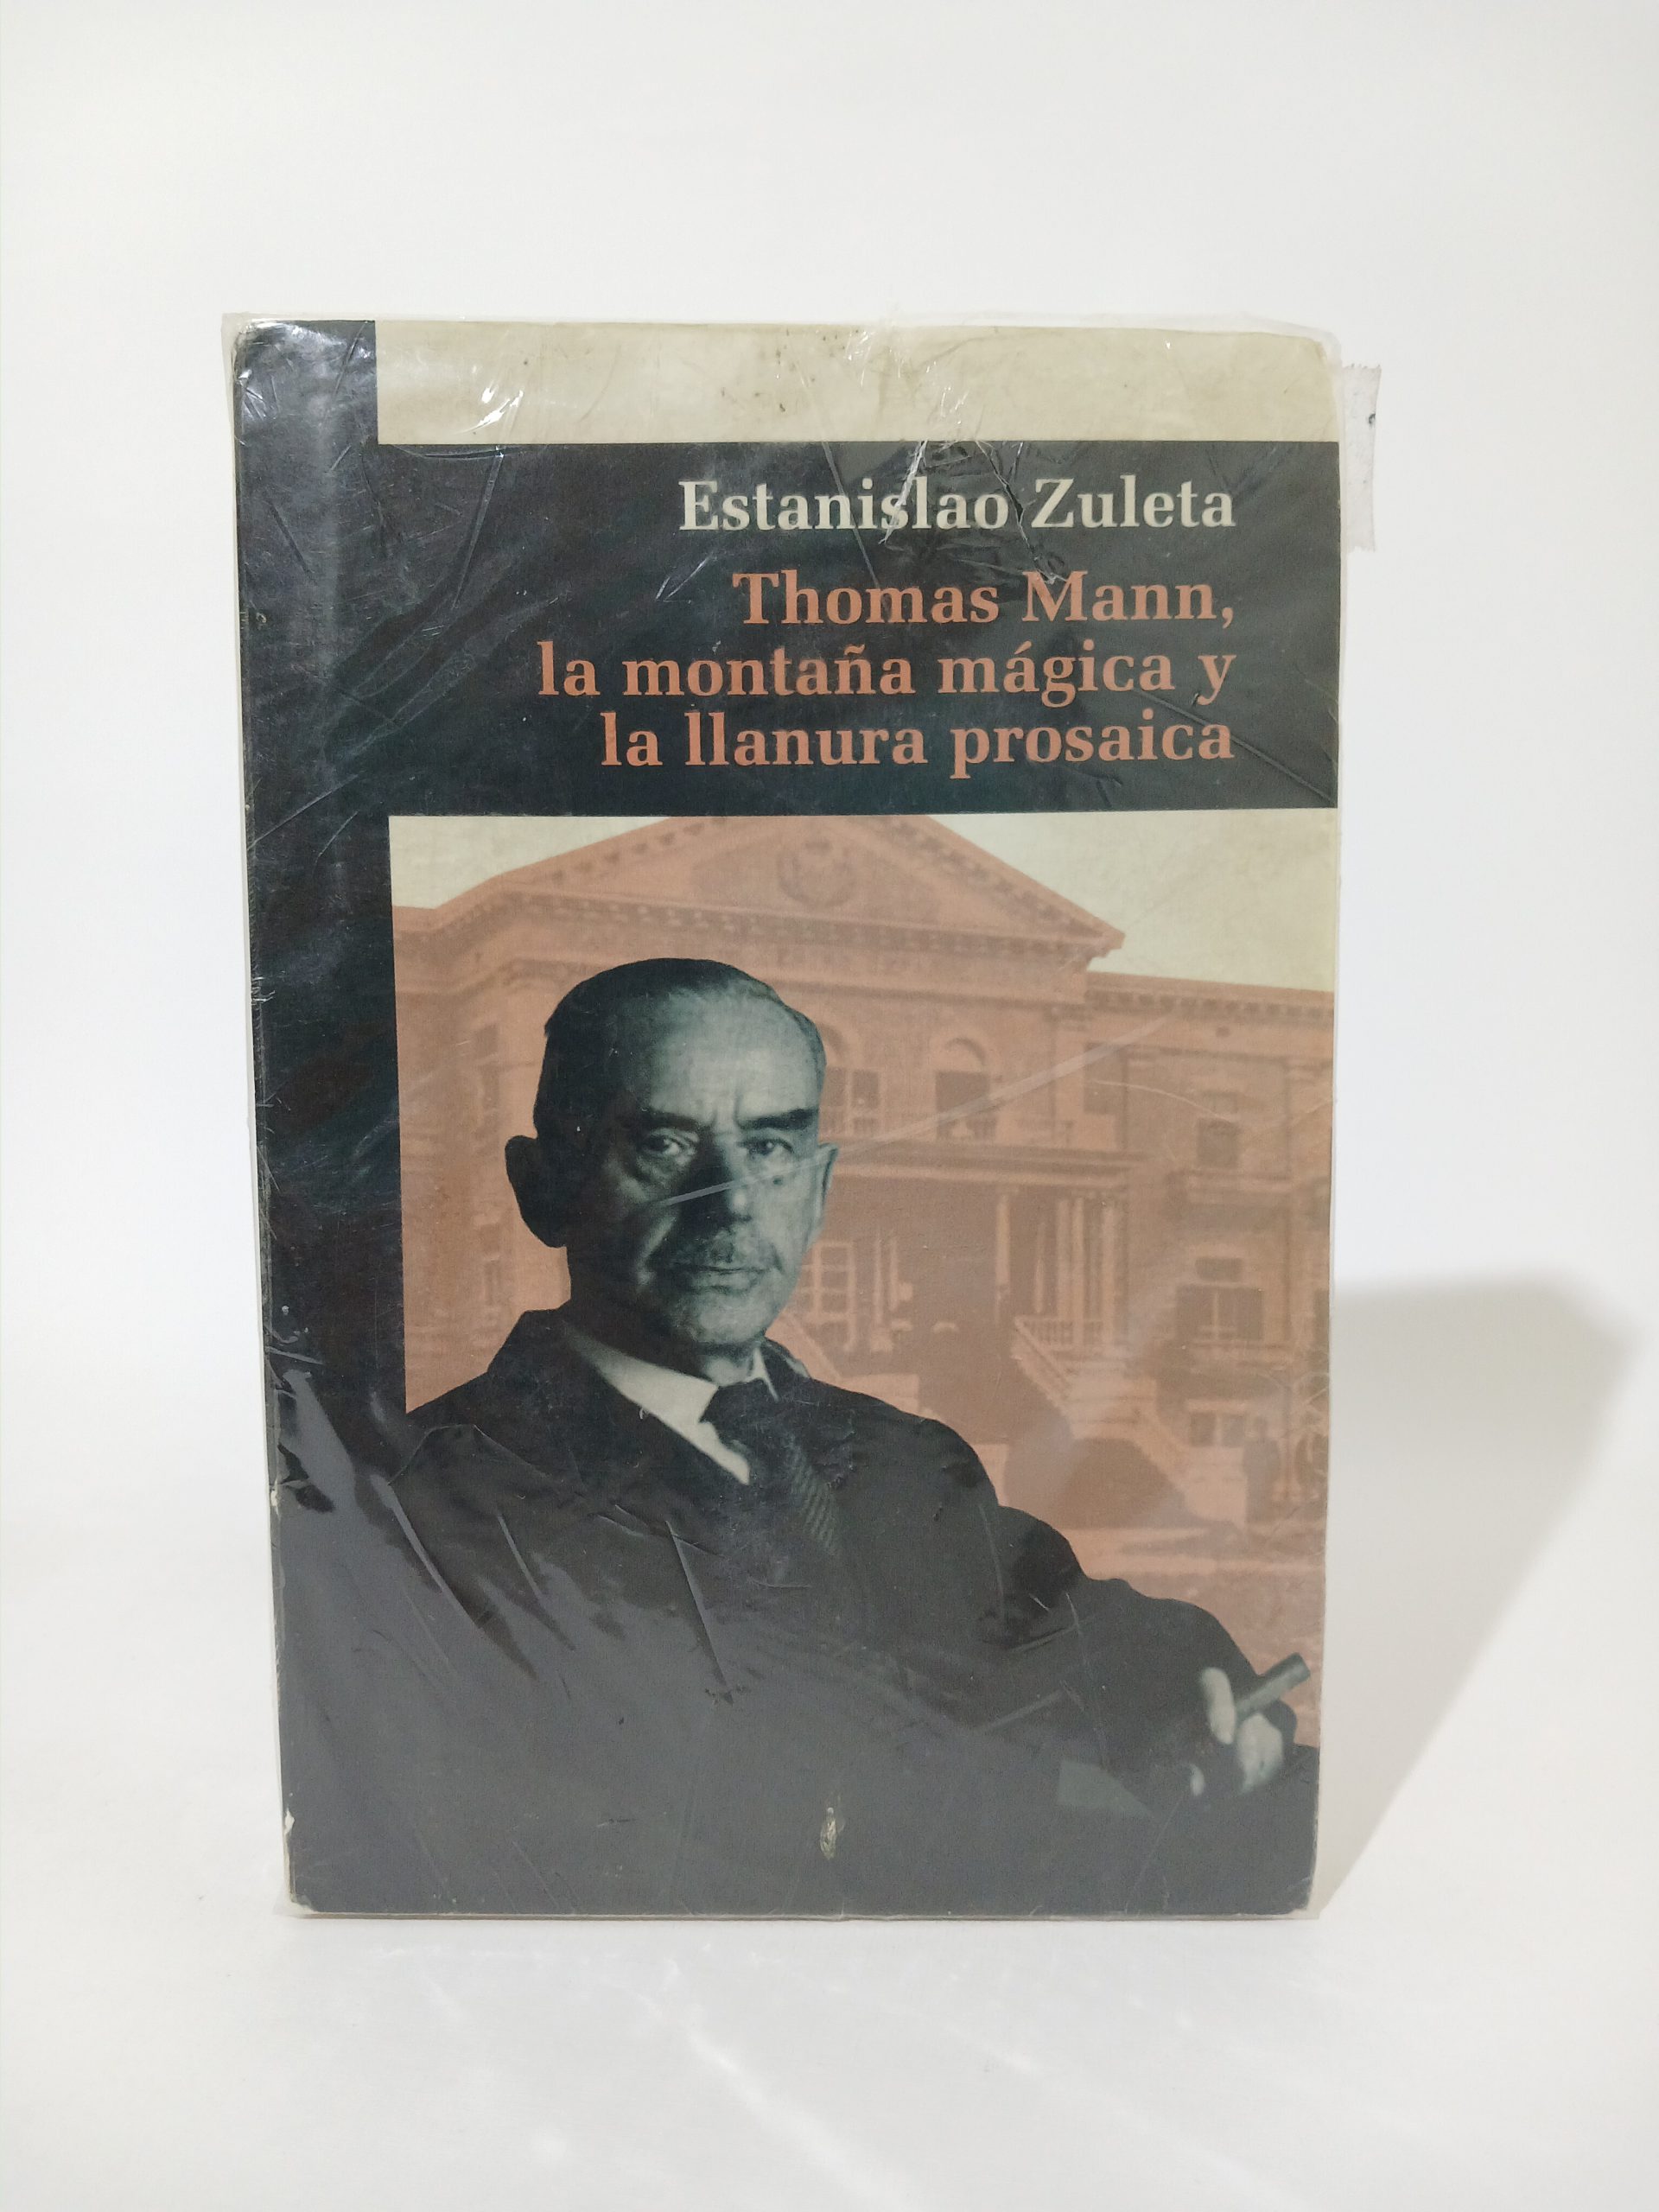 Estanislao Zuleta
Thomas Mann,
la montaña mágica y
la llanura prosaica